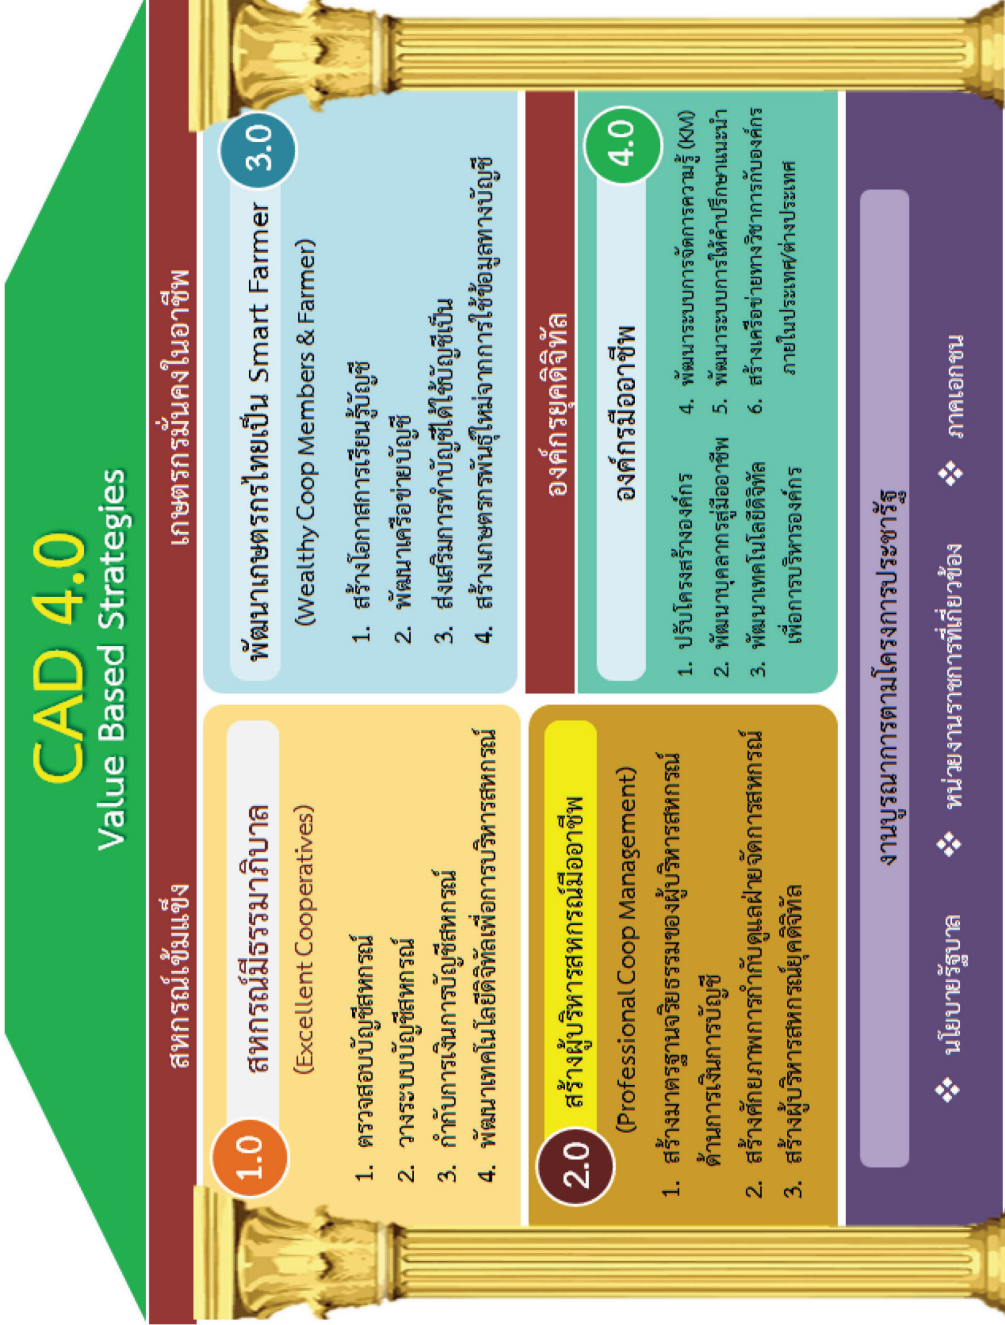 CAD 4.0
Value Based Strategies
สหกรณ์เข้มแข็ง
เกษตรกรมั่นคงในอาชีพ
1.0
สหกรณ์มีธรรมาภิบาล
(Excellent Cooperatives)
1. ตรวจสอบบัญชีสหกรณ์
2. วางระบบบัญชีสหกรณ์
3. กำกับการเงินการบัญชีสหกรณ์
4. พัฒนาเทคโนโลยีดิจิทัลเพื่อการบริหารสหกรณ์
พัฒนาเกษตรกรไทยเป็น Smart Farmer
3.0
(Wealthy Coop Members & Farmer)
1. สร้างโอกาสการเรียนรู้บัญชี
2. พัฒนาเครือข่ายบัญชี
3. ส่งเสริมการทำบัญชีได้ใช้บัญชีเป็น
4. สร้างเกษตรกรพันธุ์ใหม่จากการใช้ข้อมูลทางบัญชี
2.0
สร้างผู้บริหารสหกรณ์มืออาชีพ
(Professional Coop Management)
1. สร้างมาตรฐานจริยธรรมของผู้บริหารสหกรณ์
ด้านการเงินการบัญชี
2. สร้างศักยภาพการกำกับดูแลฝ่ายจัดการสหกรณ์
3. สร้างผู้บริหารสหกรณ์ยุคดิจิทัล
องค์กรยุคดิจิทัล
องค์กรมืออาชีพ
4.0
1. ปรับโครงสร้างองค์กร
2. พัฒนาบุคลากรสู่มืออาชีพ
3. พัฒนาเทคโนโลยีดิจิทัล
เพื่อการบริหารองค์กร
4. พัฒนาระบบการจัดการความรู้ (KM)
5. พัฒนาระบบการให้คำปรึกษาแนะนำ
6. สร้างเครือข่ายทางวิชาการกับองค์กร
ภายในประเทศ/ต่างประเทศ
งานบูรณาการตามโครงการประชารัฐ
❖ นโยบายรัฐบาล ❖ หน่วยงานราชการที่เกี่ยวข้อง ❖ ภาคเอกชน